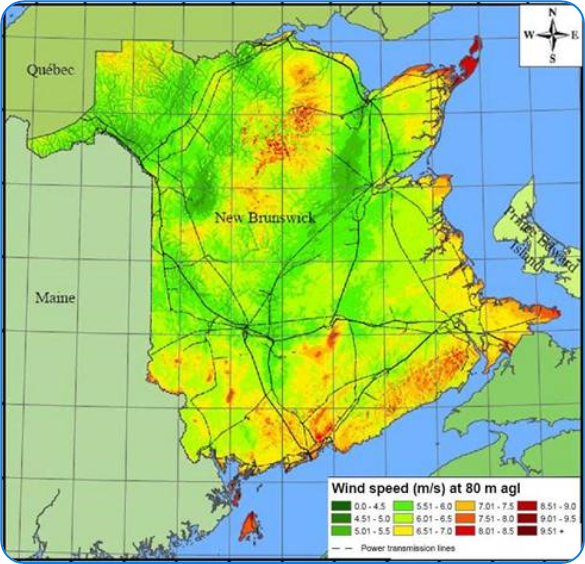 N
W E
S
Québec
New Brunswick
Prince Edward
Island
Maine
Wind speed (m/s) at 80 m agl
0.0 - 4.5 5.51 - 6.0 7.01 - 7.5 8.51 - 9.0
4.51 - 5.0 6.01 - 6.5 7.51 - 8.0 9.01 - 9.5
5.01 - 5.5 6.51 - 7.0 8.01 - 8.5 9.51 +
Power transmission lines